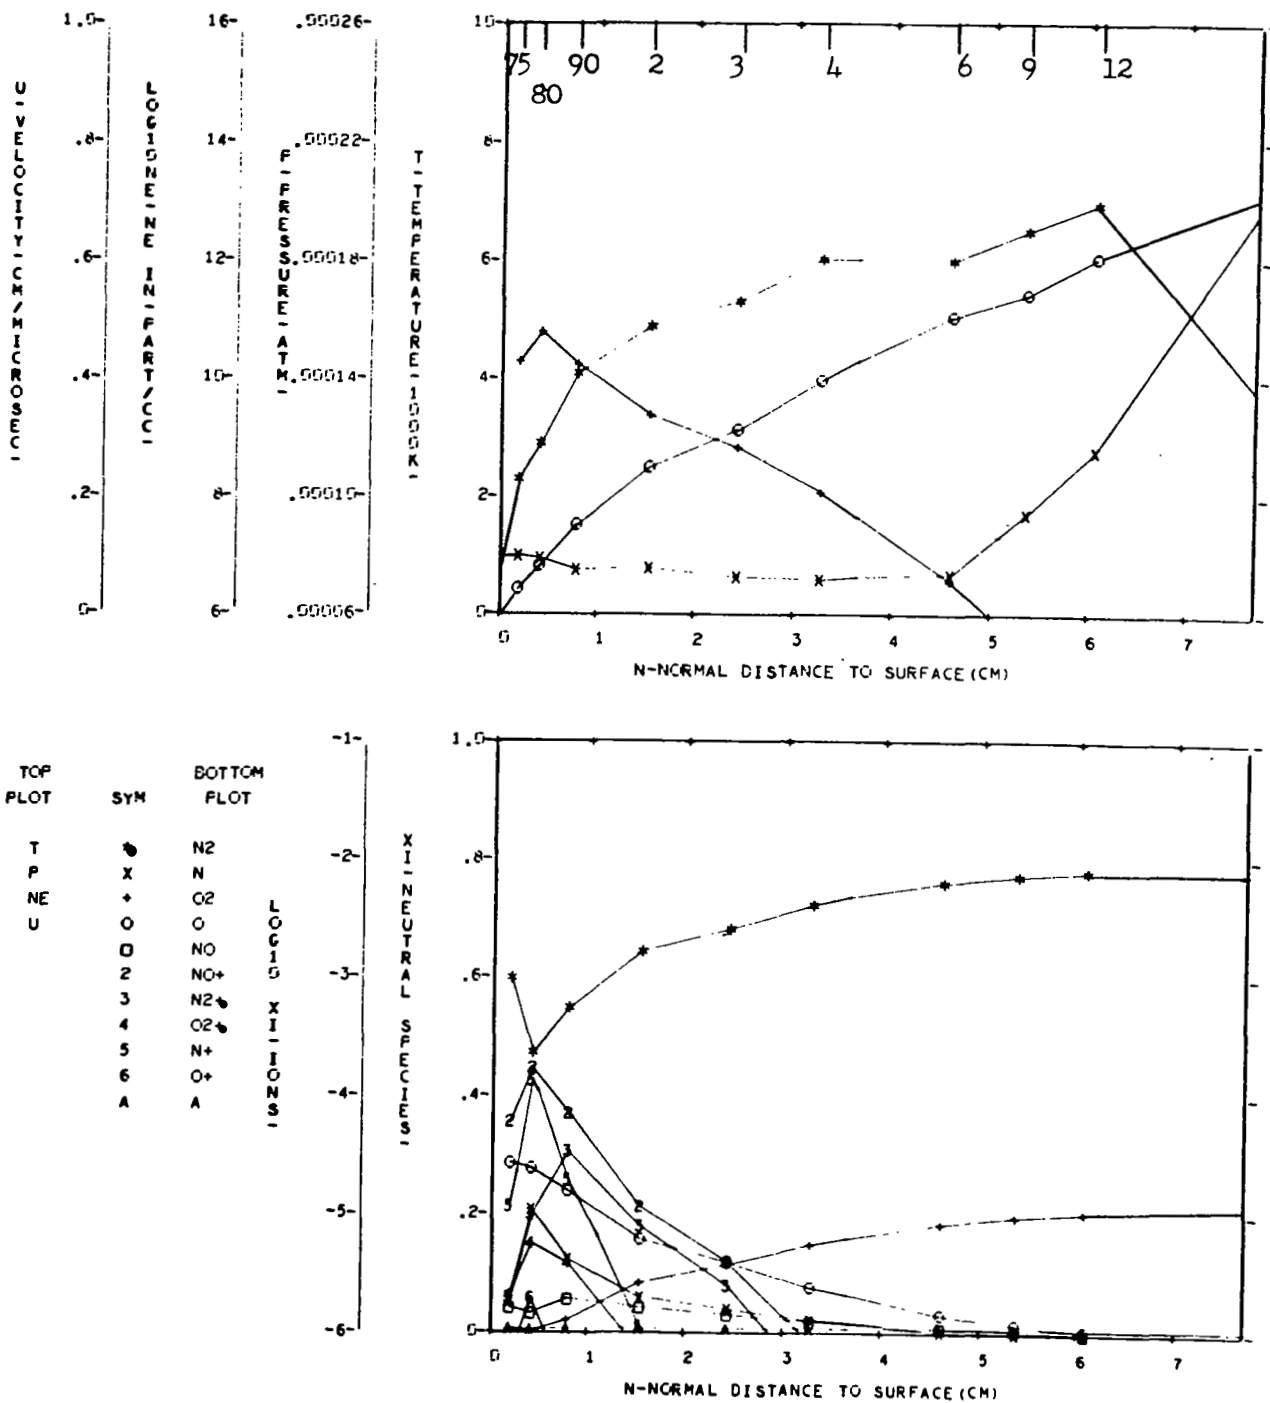 1.0-
.8-
.6-
.4-
.2-
0-
U-VELOCITY-CM/MICROSEC-
16-
14-
12-
10-
8-
6-
LOG10NE-NE IN-PART/CC-
.00026
.00022
.00018-
.00014
.00010
.00006
P-PRESSURE-ATM-
10-
8-
6-
4-
2-
0-
T-TEMPERATURE-1000K-
75 80 90 2 3 4 6 9 12
0 1 2 3 4 5 6 7
N-NORMAL DISTANCE TO SURFACE(CM)
TOP PLOT SYM BOTTOM PLOT
T * N2
P X N
NE + O2
U O O
□ NO
2 NO+
3 N2+
4 O2+
5 N+
6 O+
A A
-1-
-2-
-3-
-4-
-5-
-6-
LOG10 XI-IONS-
1.0-
.8-
.6-
.4-
.2-
0-
XI-NEUTRAL SPECIES-
0 1 2 3 4 5 6 7
N-NORMAL DISTANCE TO SURFACE(CM)